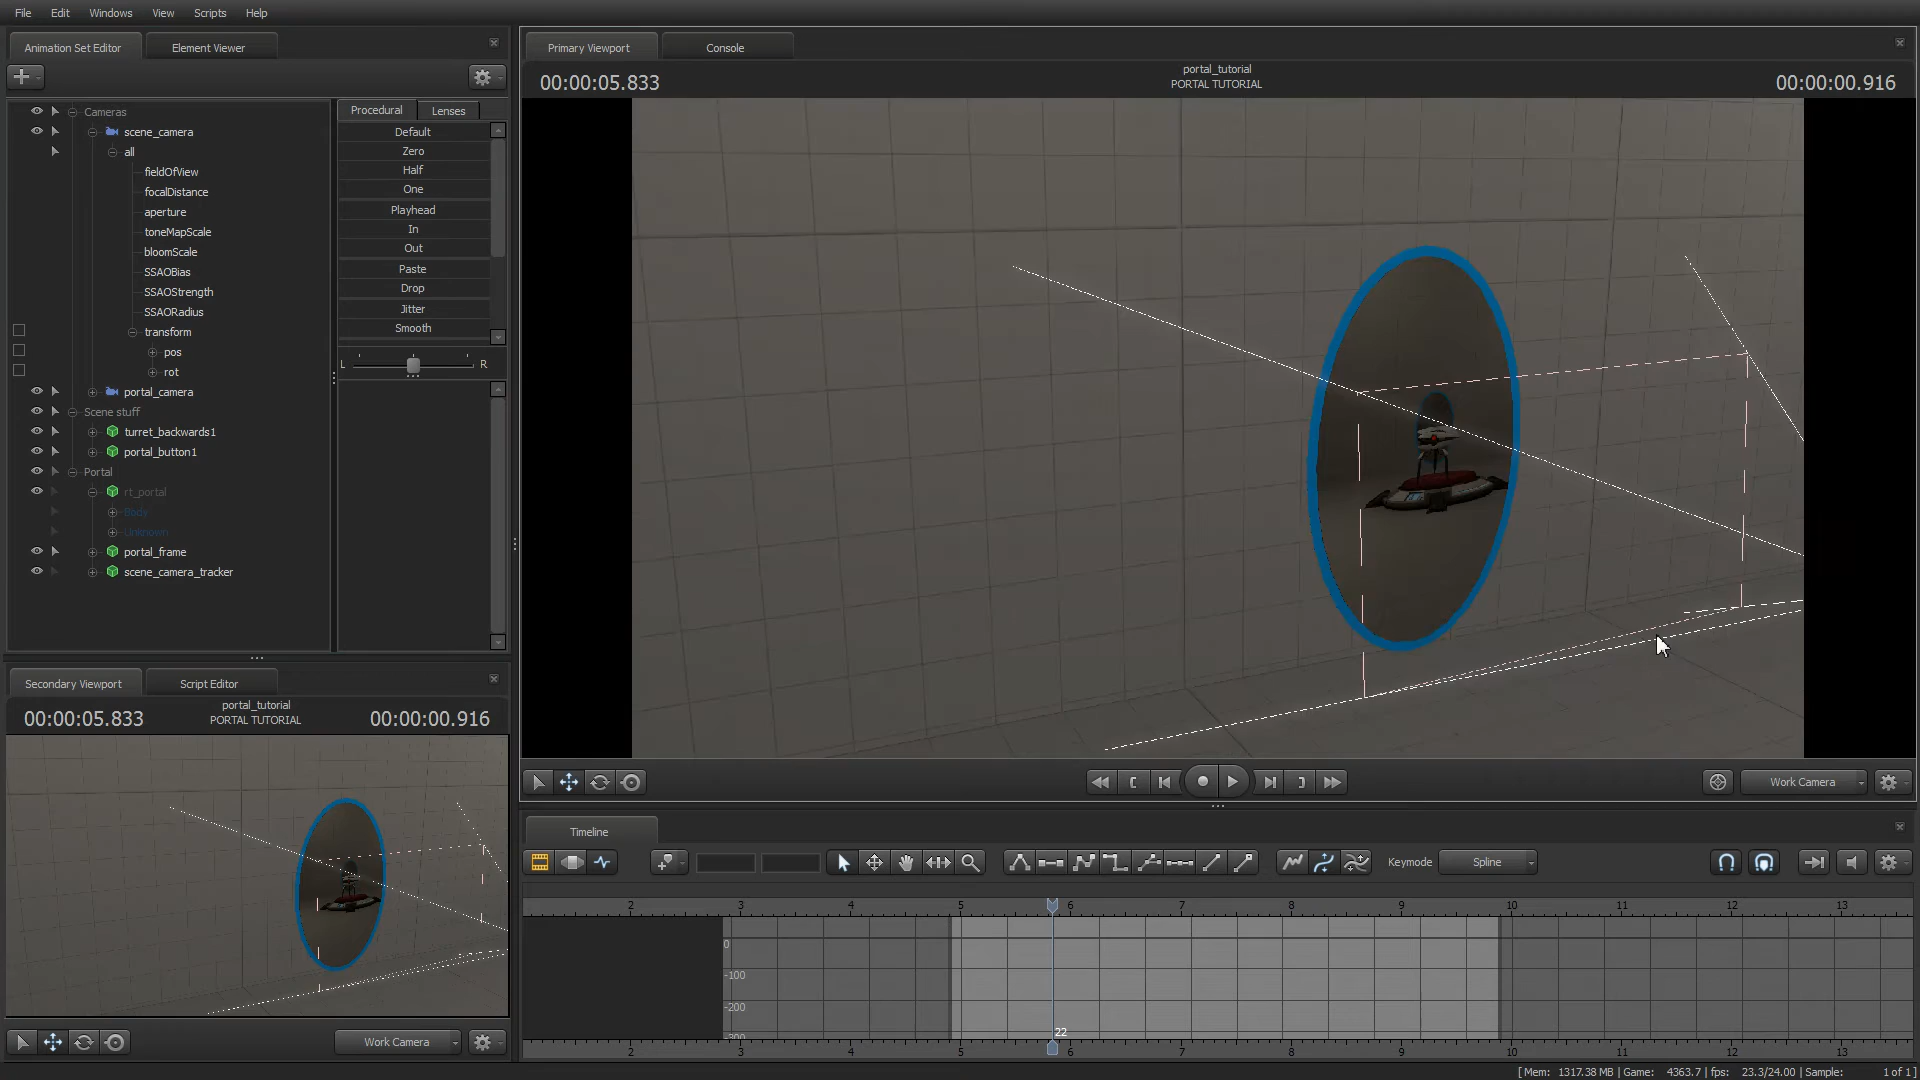 File Edit Windows View Scripts Help
Animation Set Editor Element Viewer
Cameras
scene_camera
all
fieldOfView
focalDistance
aperture
toneMapScale
bloomScale
SSAOBias
SSAOStrength
SSAORadius
transform
pos
rot
portal_camera
Scene stuff
turret_backwards1
portal_button1
Portal
rt_portal
Body
Unknown
portal_frame
scene_camera_tracker
Procedural Lenses
Default
Zero
Half
One
Playhead
In
Out
Paste
Drop
Jitter
Smooth
L R
Primary Viewport Console
00:00:05.833
portal_tutorial
PORTAL TUTORIAL
00:00:00.916
Work Camera
Secondary Viewport Script Editor
00:00:05.833
portal_tutorial
PORTAL TUTORIAL
00:00:00.916
Work Camera
Timeline
Keymode Spline
2 3 4 5 6 7 8 9 10 11 12 13
0
-100
-200
-300
22
2 3 4 5 6 7 8 9 10 11 12 13
[ Mem: 1317.38 MB | Game: 4363.7 | fps: 23.3/24.00 | Sample: 1 of 1 ]